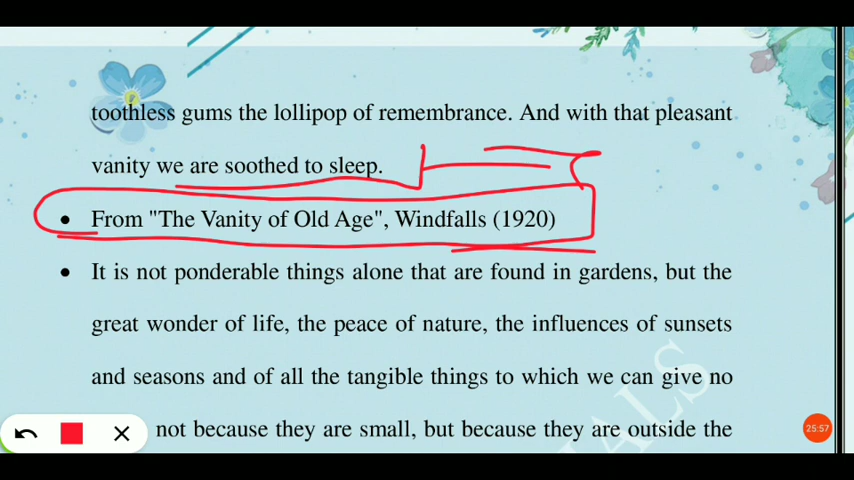 toothless gums the lollipop of remembrance. And with that pleasant
vanity we are soothed to sleep.
• From "The Vanity of Old Age", Windfalls (1920)
• It is not ponderable things alone that are found in gardens, but the
great wonder of life, the peace of nature, the influences of sunsets
and seasons and of all the tangible things to which we can give no
not because they are small, but because they are outside the
25:57